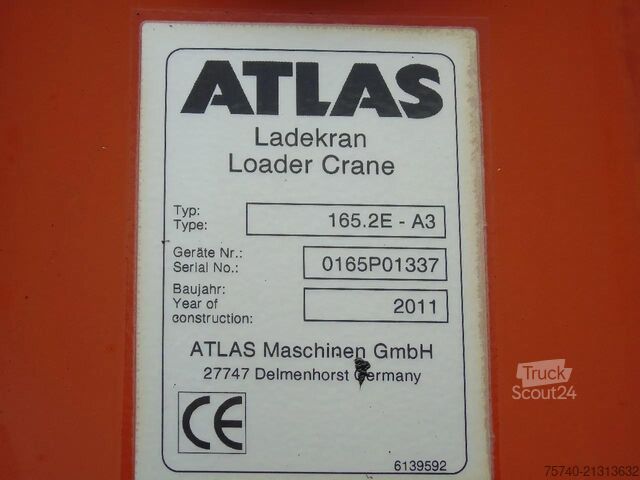 ATLAS
Ladekran
Loader Crane
Typ:
Type:
165.2E - A3
Geräte Nr.:
Serial No.:
0165P01337
Baujahr:
Year of
construction:
2011
ATLAS Maschinen GmbH
27747 Delmenhorst Germany
CE
6139592
Truck
Scout24
75740-21313632